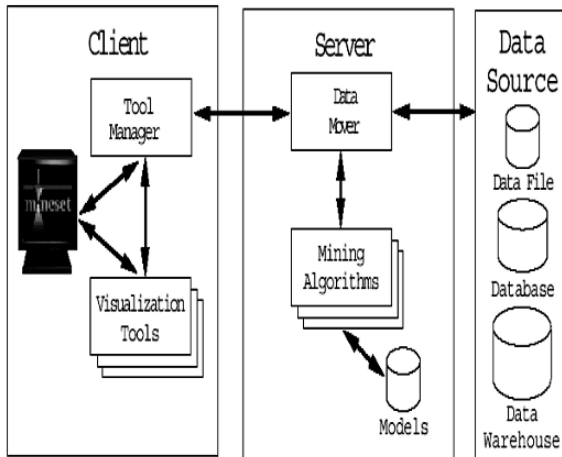 Client
Tool
Manager
mineset
Visualization
Tools
Server
Data
Mover
Mining
Algorithms
Models
Data
Source
Data File
Database
Data
Warehouse